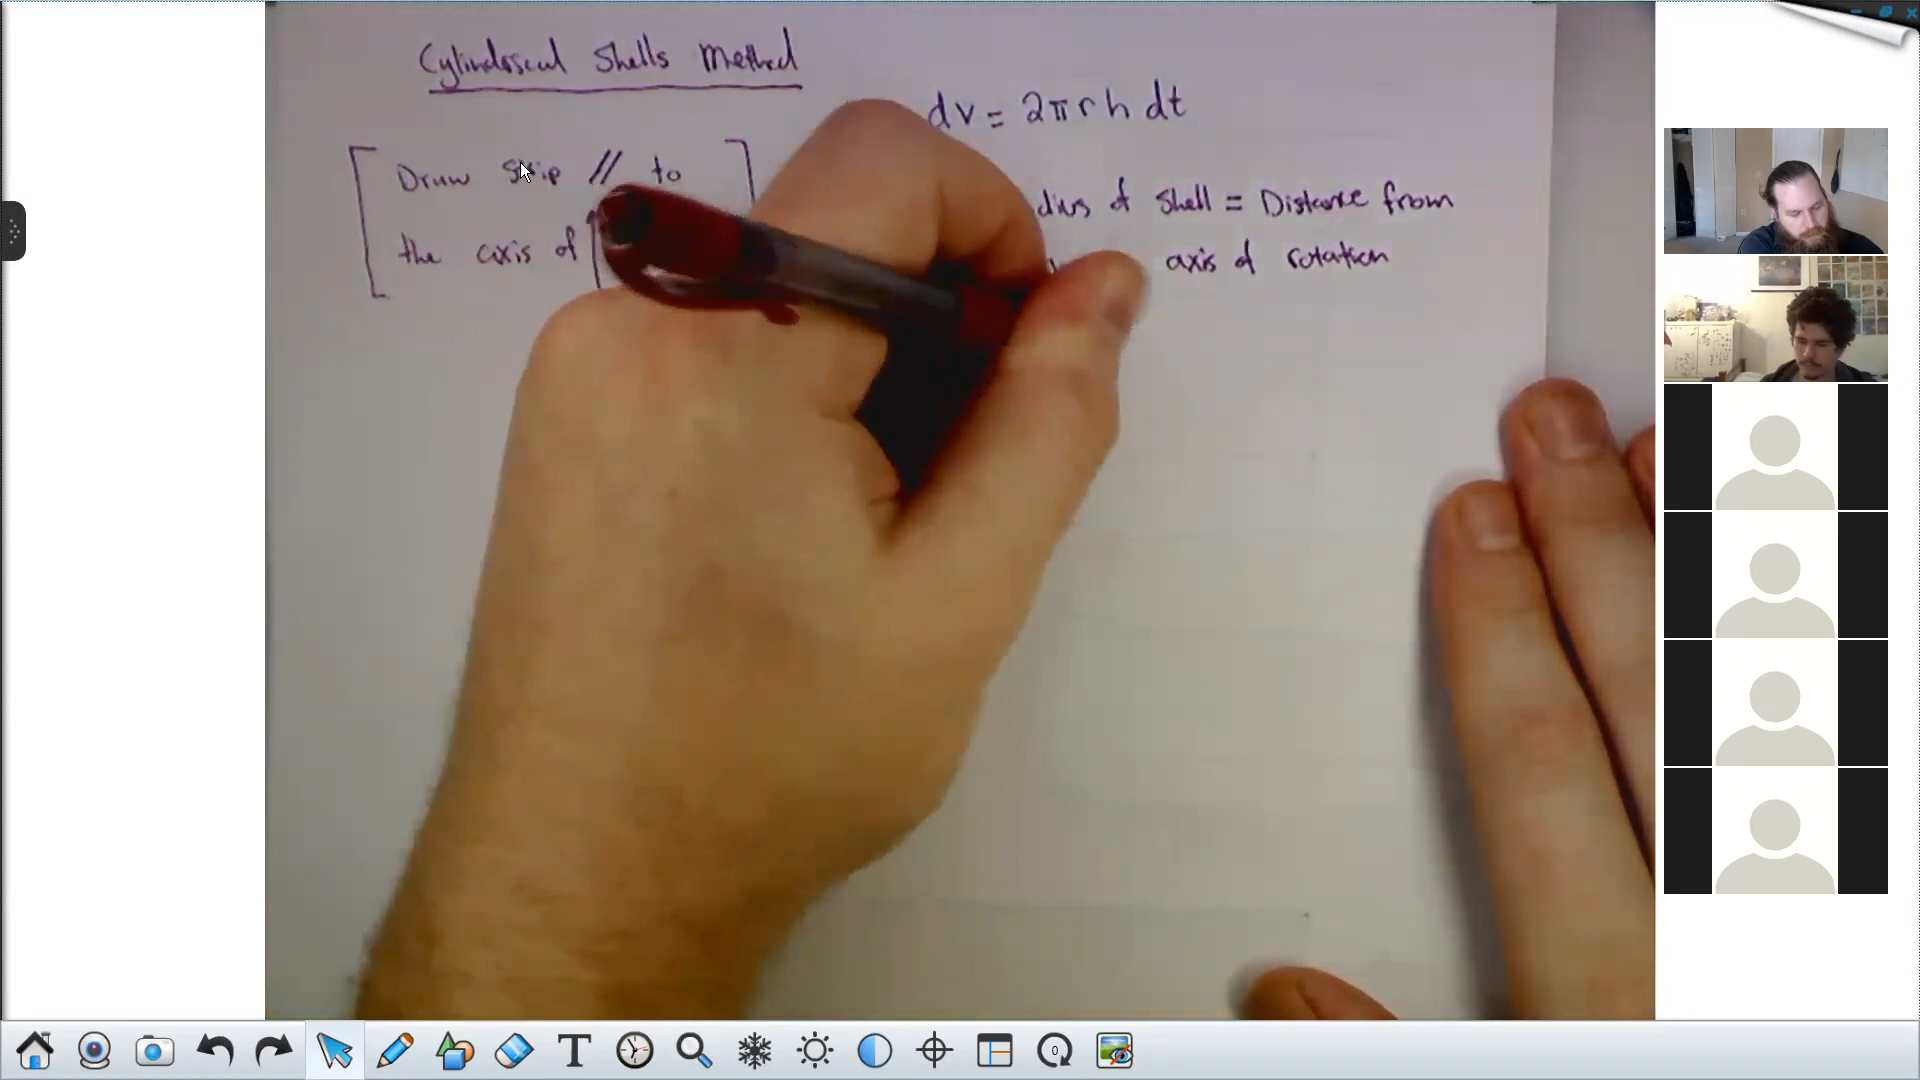 Cylindrical Shells Method
dv = 2πrh dt
[ Draw strip // to ]
the axis of
dius of Shell = Distance from
axis of rotation
0